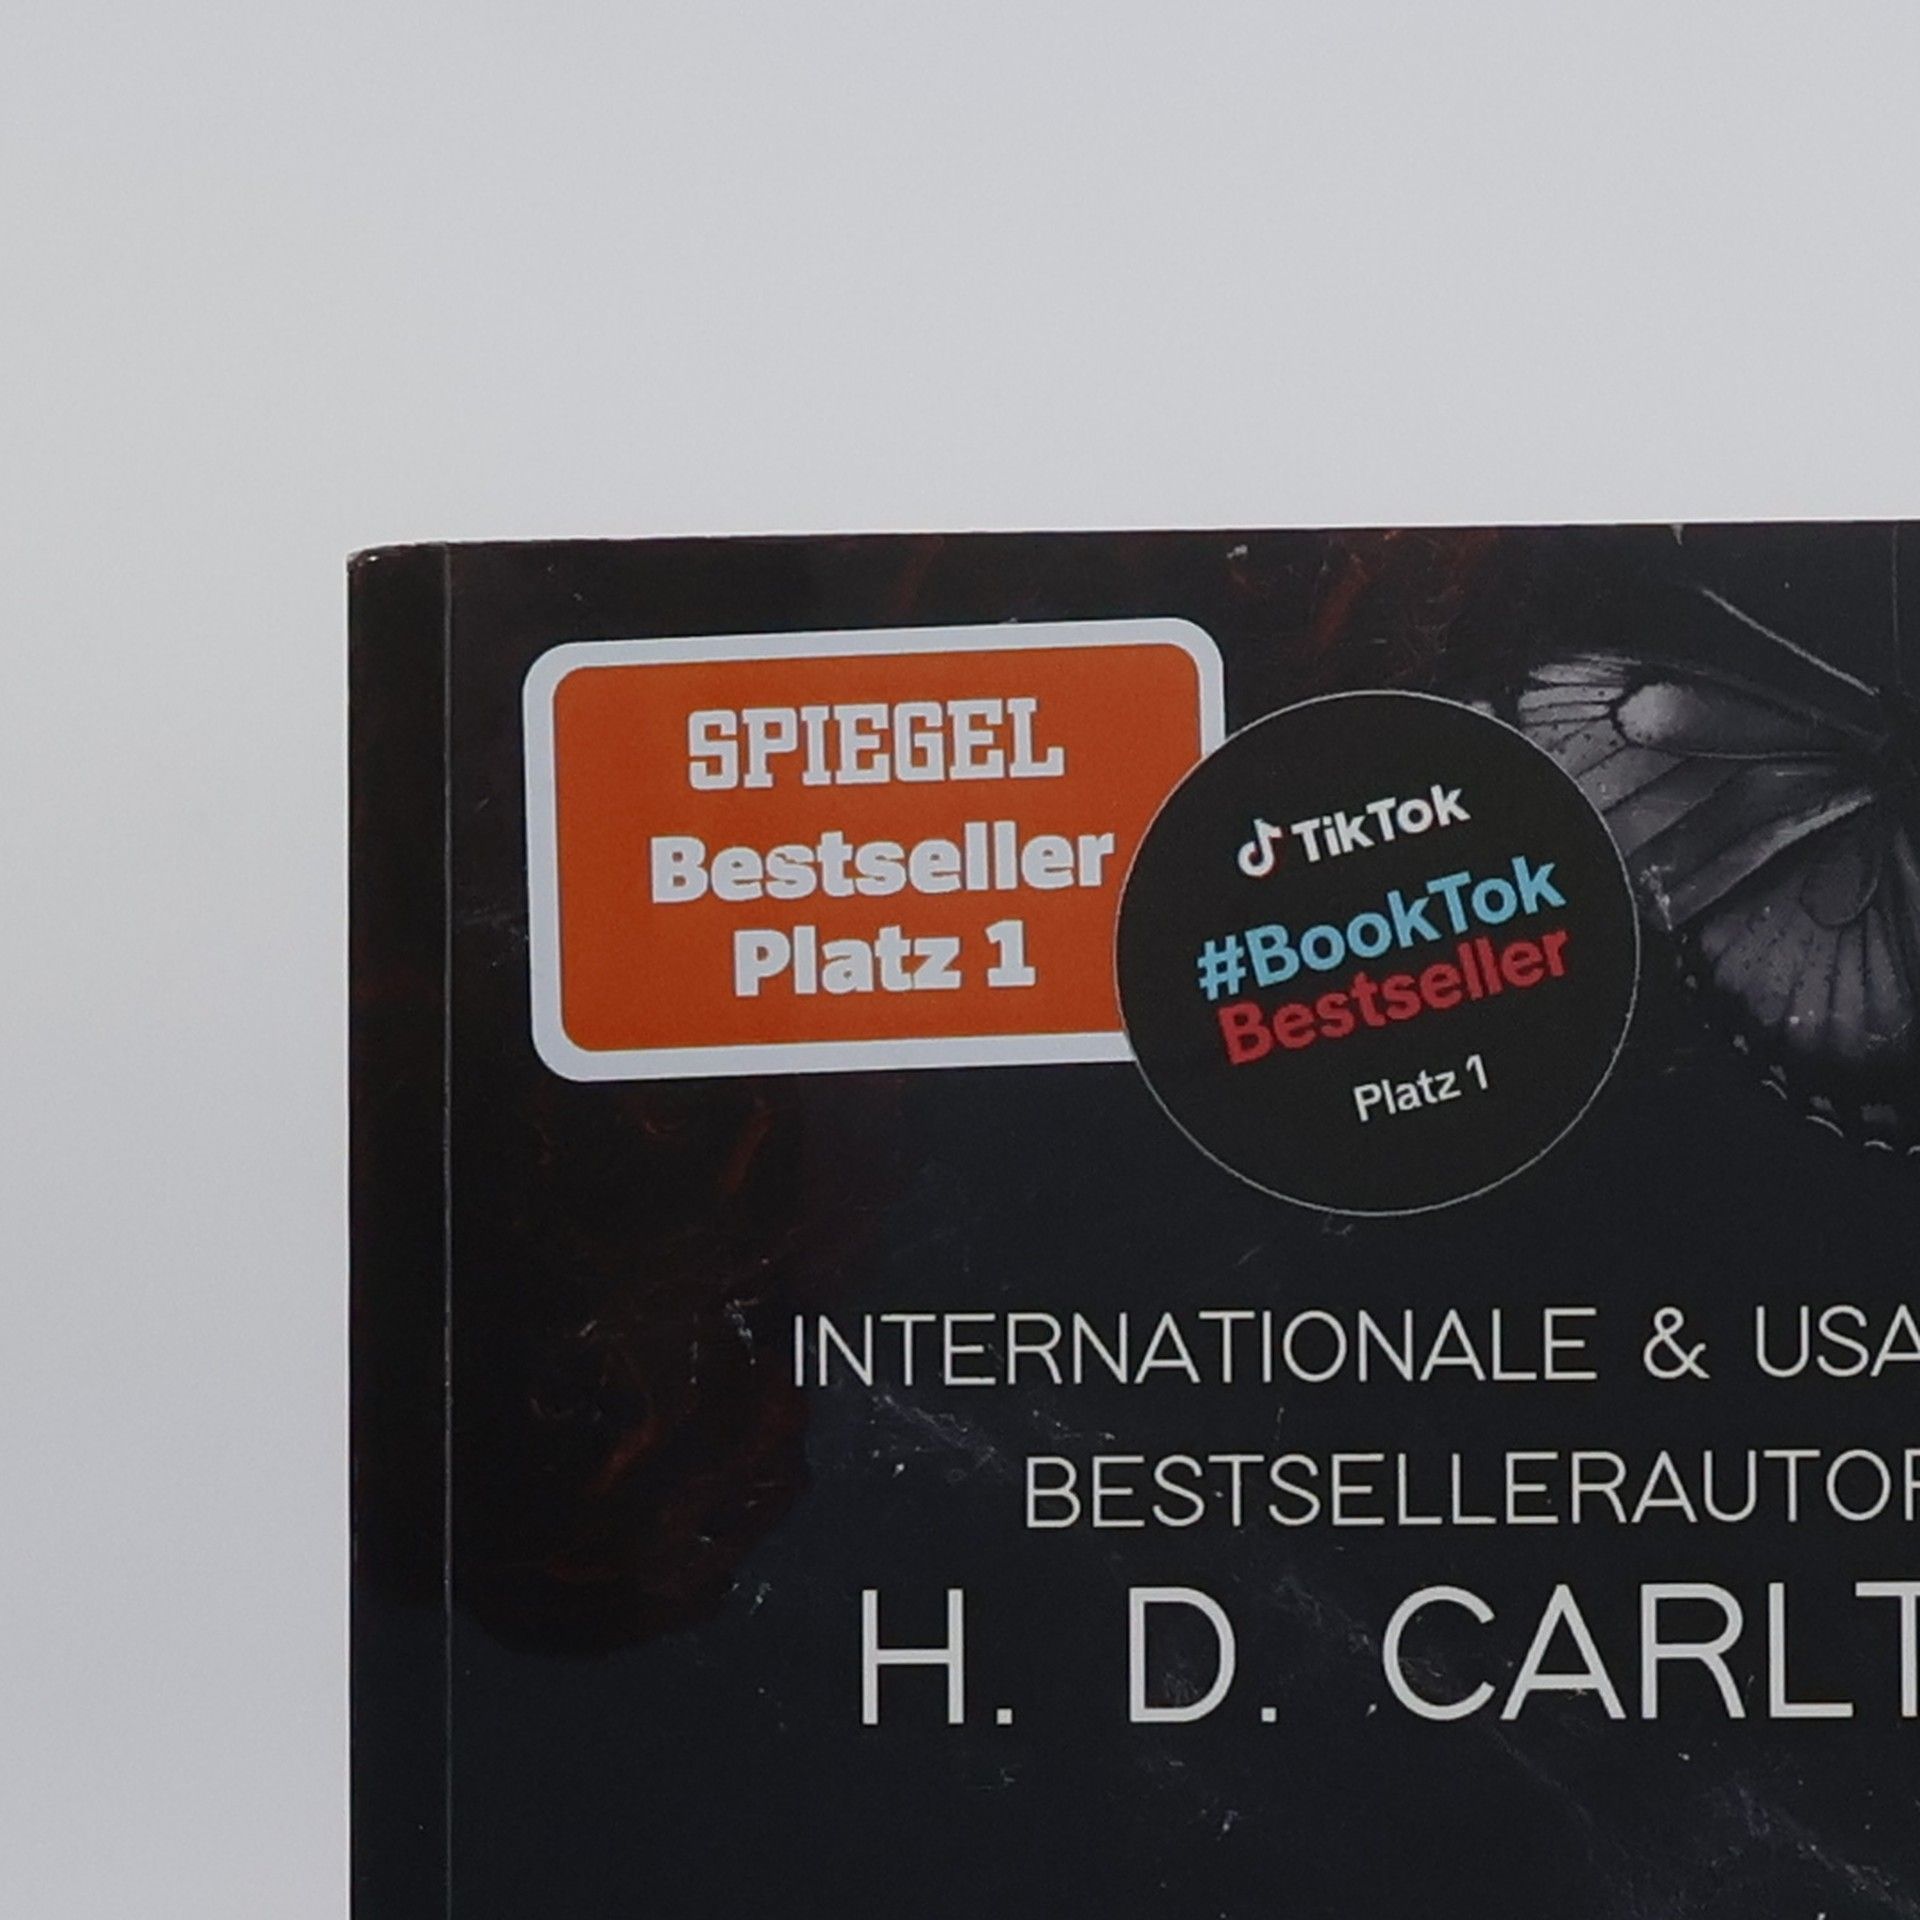 SPIEGEL
Bestseller
Platz 1
TikTok
#BookTok
Bestseller
Platz 1
INTERNATIONALE & USA
BESTSELLERAUTOR
H. D. CARLT